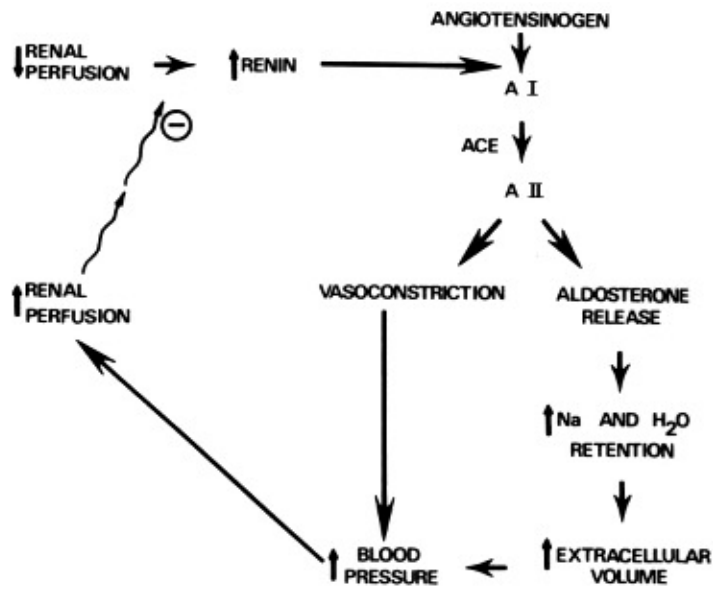 ANGIOTENSINOGEN
↓RENAL
PERFUSION
↑RENIN
A I
ACE
A II
↑RENAL
PERFUSION
VASOCONSTRICTION
ALDOSTERONE
RELEASE
↑Na AND H₂O
RETENTION
↑BLOOD
PRESSURE
↑EXTRACELLULAR
VOLUME